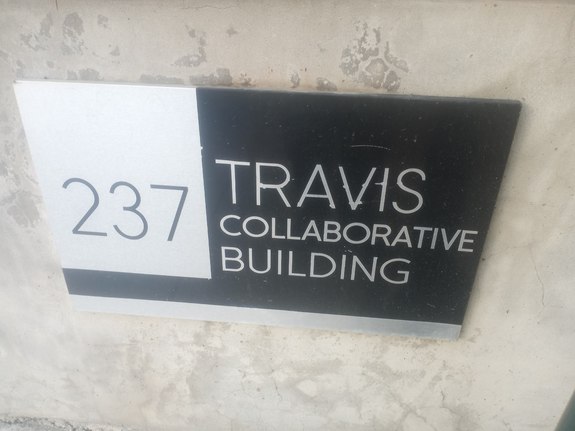 237
TRAVIS
COLLABORATIVE
BUILDING